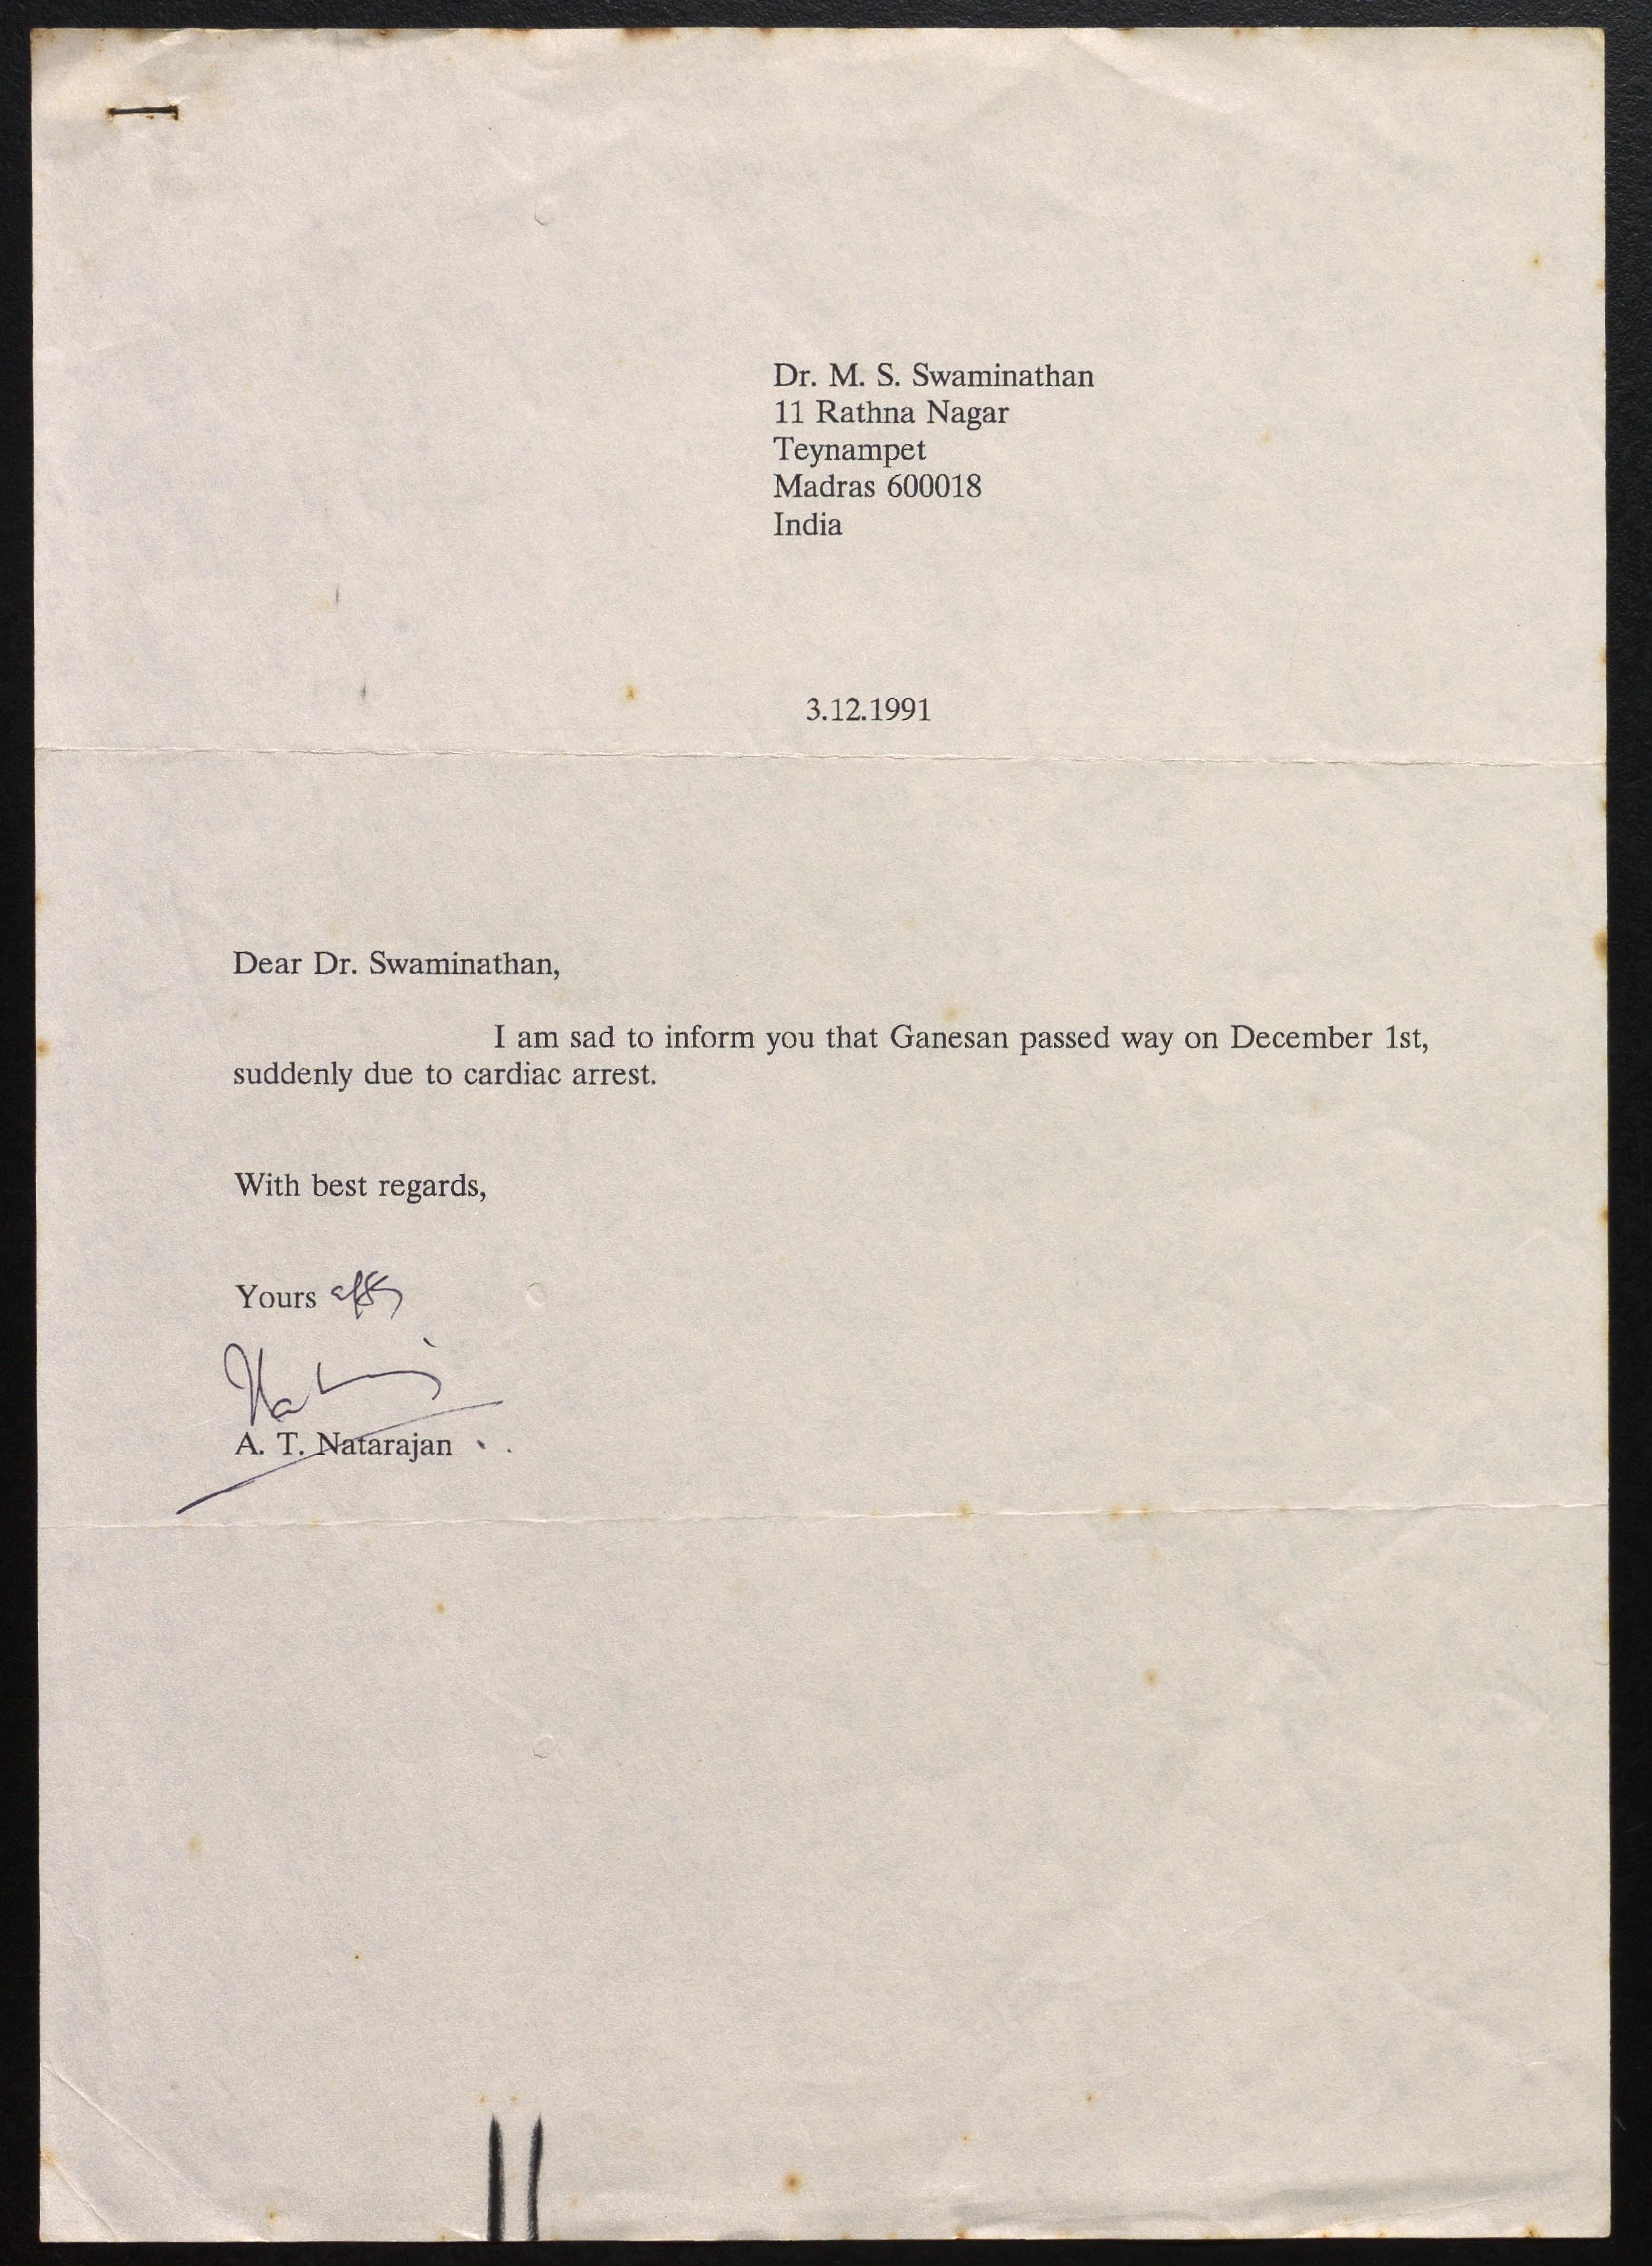 Dr. M. S. Swaminathan
11 Rathna Nagar
Teynampet
Madras 600018
India
3.12.1991
Dear Dr. Swaminathan,
I am sad to inform you that Ganesan passed way on December 1st,
suddenly due to cardiac arrest.
With best regards,
Yours
A. T. Natarajan